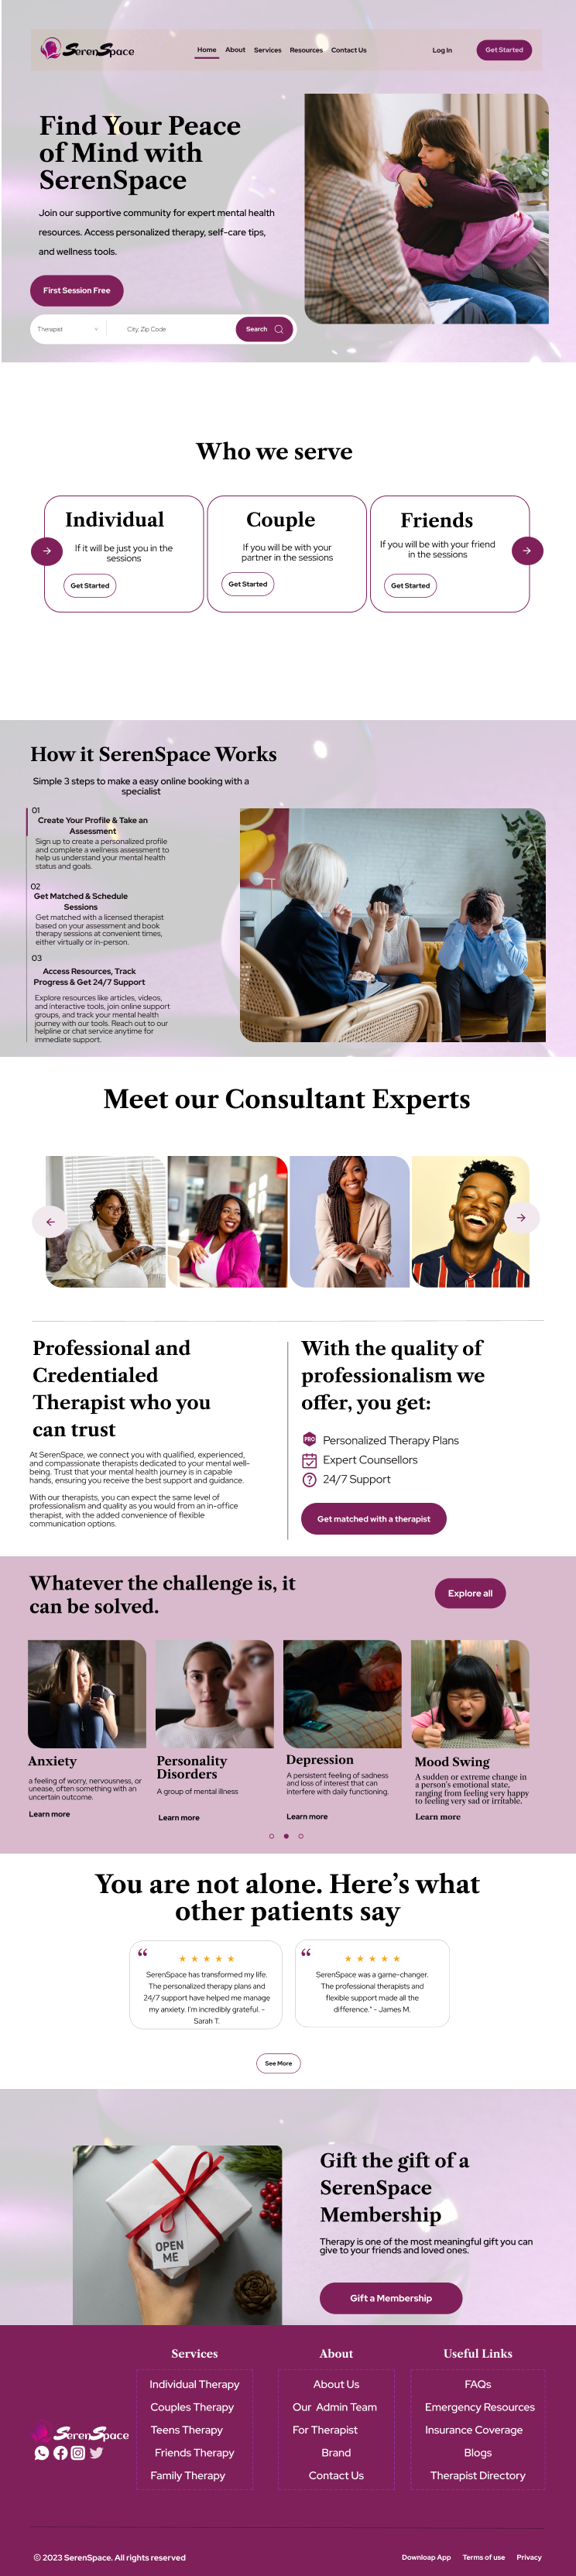 SerenSpace
Home About Services Resources Contact Us Log In Get Started
Find Your Peace
of Mind with
SerenSpace
Join our supportive community for expert mental health
resources. Access personalized therapy, self-care tips,
and wellness tools.
First Session Free
Therapist City, Zip Code Search
Who we serve
Individual
If it will be just you in the
sessions
Get Started
Couple
If you will be with your
partner in the sessions
Get Started
Friends
If you will be with your friend
in the sessions
Get Started
How it SerenSpace Works
Simple 3 steps to make a easy online booking with a
specialist
01
Create Your Profile & Take an
Assessment
Sign up to create a personalized profile
and complete a wellness assessment to
help us understand your mental health
status and goals.
02
Get Matched & Schedule
Sessions
Get matched with a licensed therapist
based on your assessment and book
therapy sessions at convenient times,
either virtually or in-person.
03
Access Resources, Track
Progress & Get 24/7 Support
Explore resources like articles, videos,
and interactive tools, join online support
groups, and track your mental health
journey with our tools. Reach out to our
helpline or chat service anytime for
immediate support.
Meet our Consultant Experts
Professional and
Credentialed
Therapist who you
can trust
At SerenSpace, we connect you with qualified, experienced,
and compassionate therapists dedicated to your mental well-
being. Trust that your mental health journey is in capable
hands, ensuring you receive the best support and guidance.
With our therapists, you can expect the same level of
professionalism and quality as you would from an in-office
therapist, with the added convenience of flexible
communication options.
With the quality of
professionalism we
offer, you get:
PRO Personalized Therapy Plans
Expert Counsellors
24/7 Support
Get matched with a therapist
Whatever the challenge is, it
can be solved.
Explore all
Anxiety
a feeling of worry, nervousness, or
unease, often something with an
uncertain outcome.
Learn more
Personality
Disorders
A group of mental illness
Learn more
Depression
A persistent feeling of sadness
and loss of interest that can
interfere with daily functioning.
Learn more
Mood Swing
A sudden or extreme change in
a person's emotional state,
ranging from feeling very happy
to feeling very sad or irritable.
Learn more
You are not alone. Here's what
other patients say
“
SerenSpace has transformed my life.
The personalized therapy plans and
24/7 support have helped me manage
my anxiety. I'm incredibly grateful. -
Sarah T.
“
SerenSpace was a game-changer.
The professional therapists and
flexible support made all the
difference." - James M.
See More
OPEN
ME
Gift the gift of a
SerenSpace
Membership
Therapy is one of the most meaningful gift you can
give to your friends and loved ones.
Gift a Membership
SerenSpace
Services
Individual Therapy
Couples Therapy
Teens Therapy
Friends Therapy
Family Therapy
About
About Us
Our Admin Team
For Therapist
Brand
Contact Us
Useful Links
FAQs
Emergency Resources
Insurance Coverage
Blogs
Therapist Directory
© 2023 SerenSpace. All rights reserved
Downloap App Terms of use Privacy